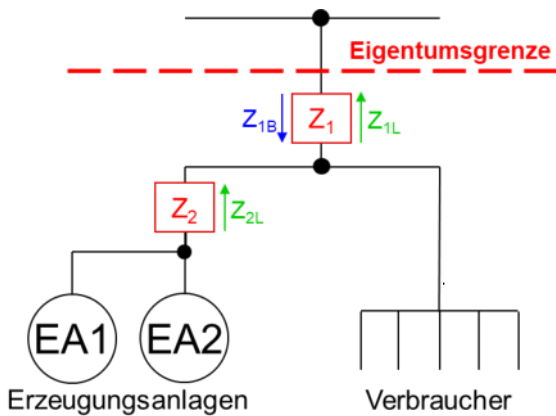 Eigentumsgrenze
Z1B Z1 Z1L
Z2 Z2L
EA1 EA2
Erzeugungsanlagen Verbraucher